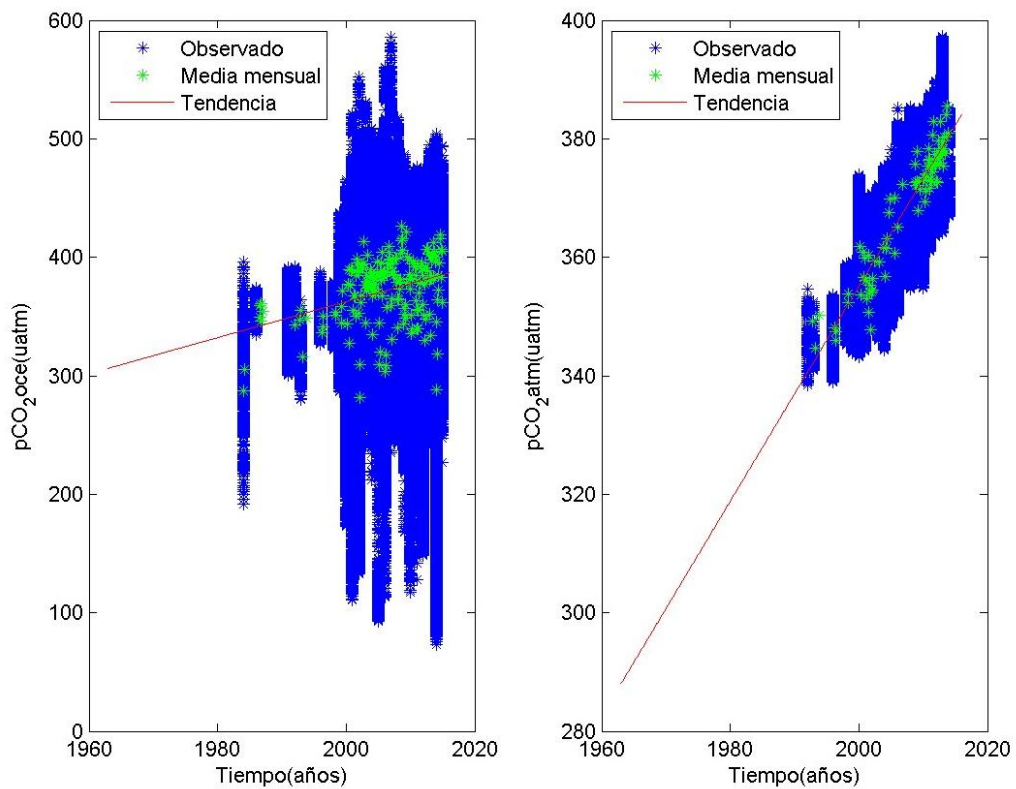 600
500
400
300
200
100
0
1960
1980
2000
2020
pCO2oce(uatm)
Tiempo(años)
Observado
Media mensual
Tendencia
400
380
360
340
320
300
280
1960
1980
2000
2020
pCO2atm(uatm)
Tiempo(años)
Observado
Media mensual
Tendencia